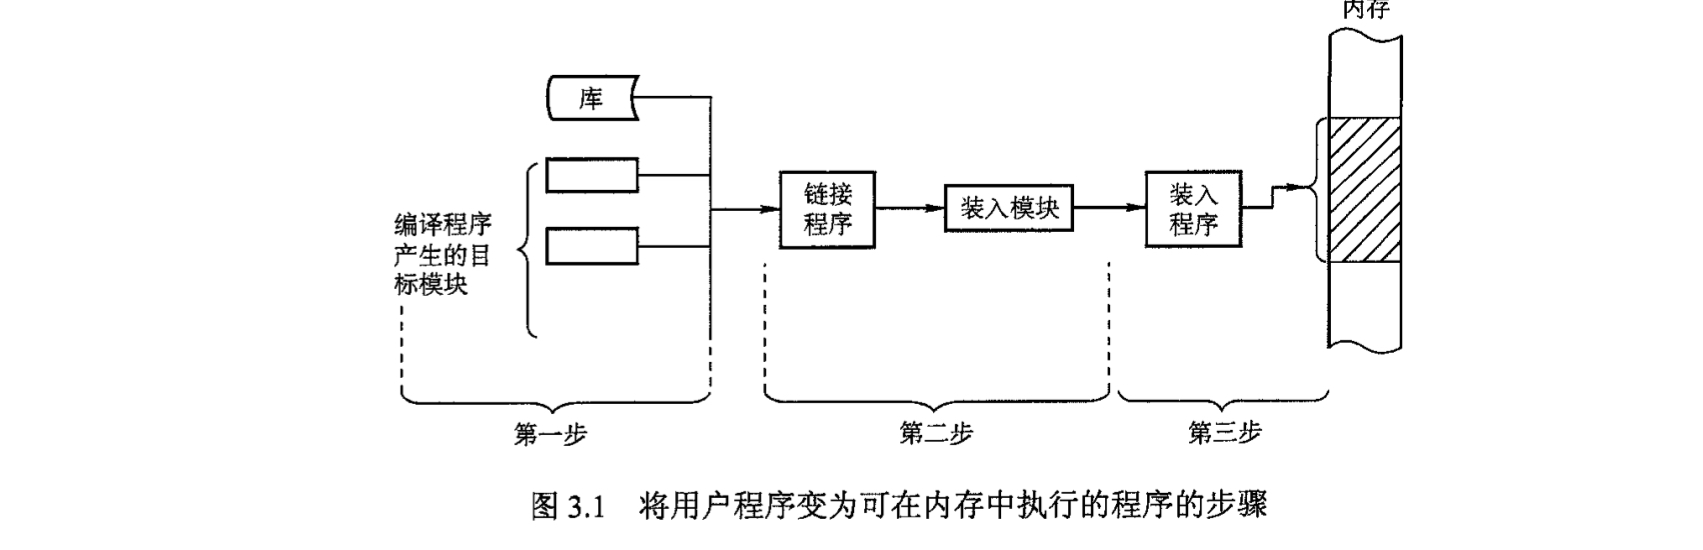 内存
库
编译程序
产生的目
标模块
链接
程序
装入模块
装入
程序
第一步
第二步
第三步
图 3.1 将用户程序变为可在内存中执行的程序的步骤